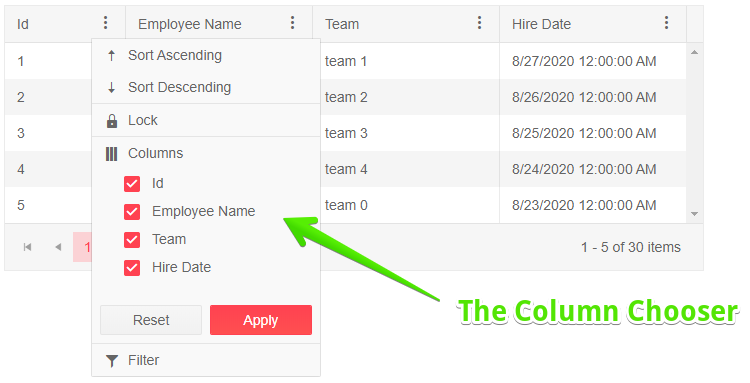 Id Employee Name Team Hire Date
1 team 1 8/27/2020 12:00:00 AM
2 team 2 8/26/2020 12:00:00 AM
3 team 3 8/25/2020 12:00:00 AM
4 team 4 8/24/2020 12:00:00 AM
5 team 0 8/23/2020 12:00:00 AM
Sort Ascending
Sort Descending
Lock
Columns
Id
Employee Name
Team
Hire Date
Reset Apply
Filter
1 1 - 5 of 30 items
The Column Chooser